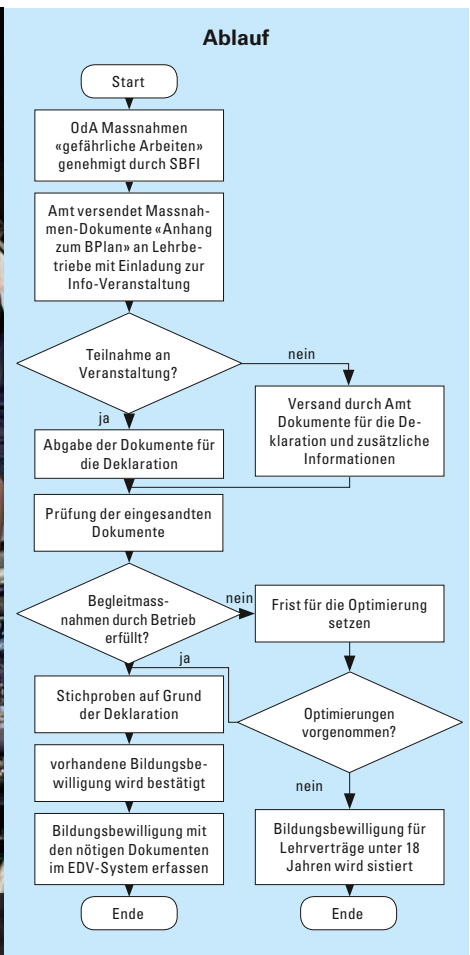 Ablauf
Start
OdA Massnahmen
«gefährliche Arbeiten»
genehmigt durch SBFI
Amt versendet Massnah-
men-Dokumente «Anhang
zum BPlan» an Lehrbe-
triebe mit Einladung zur
Info-Veranstaltung
Teilnahme an
Veranstaltung?
nein
ja
Versand durch Amt
Dokumente für die De-
klaration und zusätzliche
Informationen
Abgabe der Dokumente für
die Deklaration
Prüfung der eingesandten
Dokumente
Begleitmass-
nahmen durch Betrieb
erfüllt?
nein
Frist für die Optimierung
setzen
ja
Stichproben auf Grund
der Deklaration
Optimierungen
vorgenommen?
vorhandene Bildungsbe-
willigung wird bestätigt
nein
Bildungsbewilligung mit
den nötigen Dokumenten
im EDV-System erfassen
Bildungsbewilligung für
Lehrverträge unter 18
Jahren wird sistiert
Ende
Ende